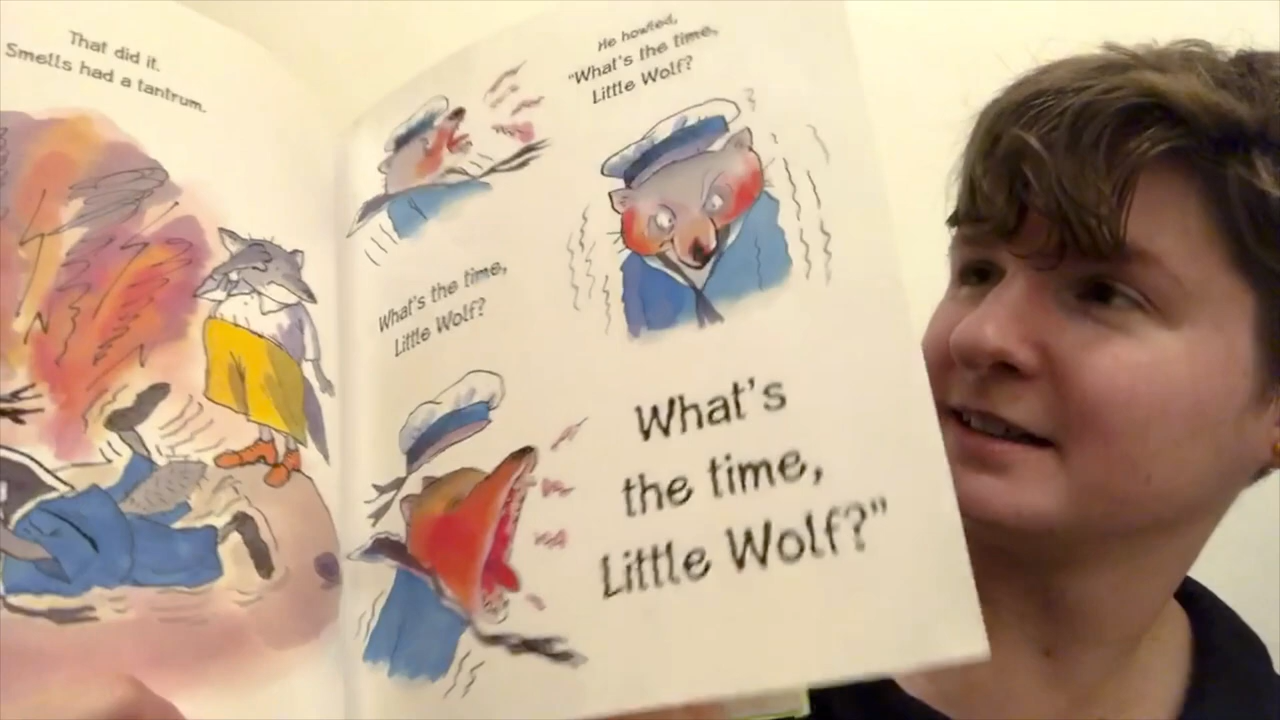 That did it.
Smells had a tantrum.
He howled,
"What's the time,
Little Wolf?
What's the time,
Little Wolf?
What's
the time,
Little Wolf?"